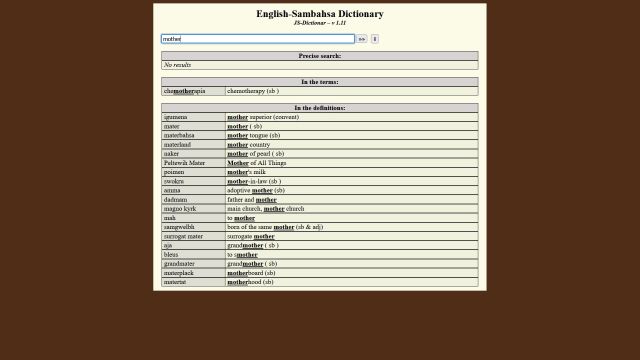 English-Sambahsa Dictionary
JS-Dictionar – v 1.11
mother
Precise search:
No results
In the terms:
chemotherapia chemotherapy (sb )
In the definitions:
igumena mother superior (convent)
mater mother ( sb)
materbahsa mother tongue (sb)
materland mother country
naker mother of pearl ( sb)
Peltewih Mater Mother of All Things
poimen mother's milk
swokru mother-in-law (sb )
amma adoptive mother (sb)
dadmam father and mother
magno kyrk main church, mother church
mah to mother
samgwelbh born of the same mother (sb & adj)
surrogat mater surrogate mother
aja grandmother ( sb )
bleus to smother
grandmater grandmother ( sb)
materplack motherboard (sb)
matertat motherhood (sb)